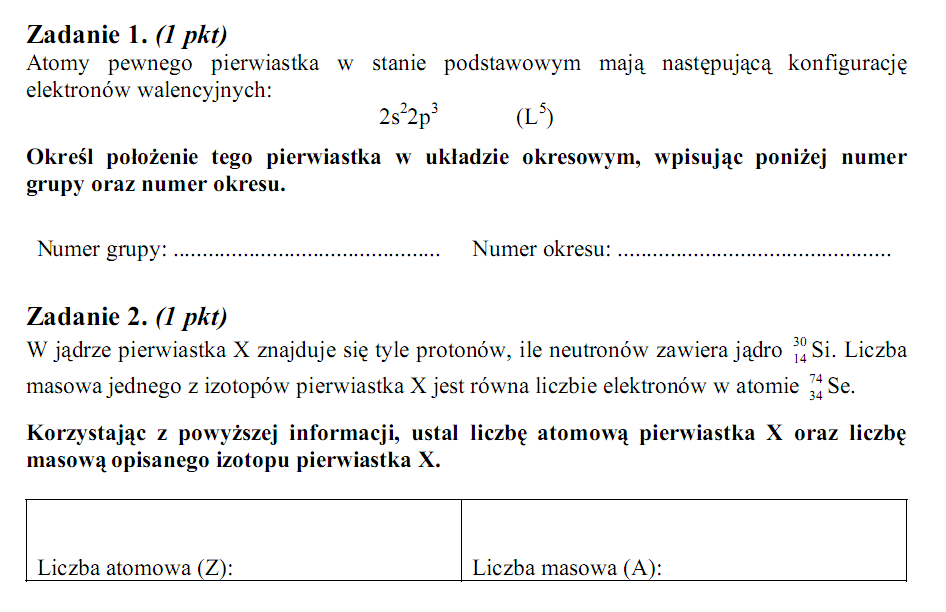 Zadanie 1. (1 pkt)
Atomy pewnego pierwiastka w stanie podstawowym mają następującą konfigurację
elektronów walencyjnych:
2s²2p³ (L⁵)
Określ położenie tego pierwiastka w układzie okresowym, wpisując poniżej numer
grupy oraz numer okresu.
Numer grupy: .............................................. Numer okresu: ...............................................
Zadanie 2. (1 pkt)
W jądrze pierwiastka X znajduje się tyle protonów, ile neutronów zawiera jądro ³⁰₁₄Si. Liczba
masowa jednego z izotopów pierwiastka X jest równa liczbie elektronów w atomie ⁷⁴₃₄Se.
Korzystając z powyższej informacji, ustal liczbę atomową pierwiastka X oraz liczbę
masową opisanego izotopu pierwiastka X.
Liczba atomowa (Z): Liczba masowa (A):